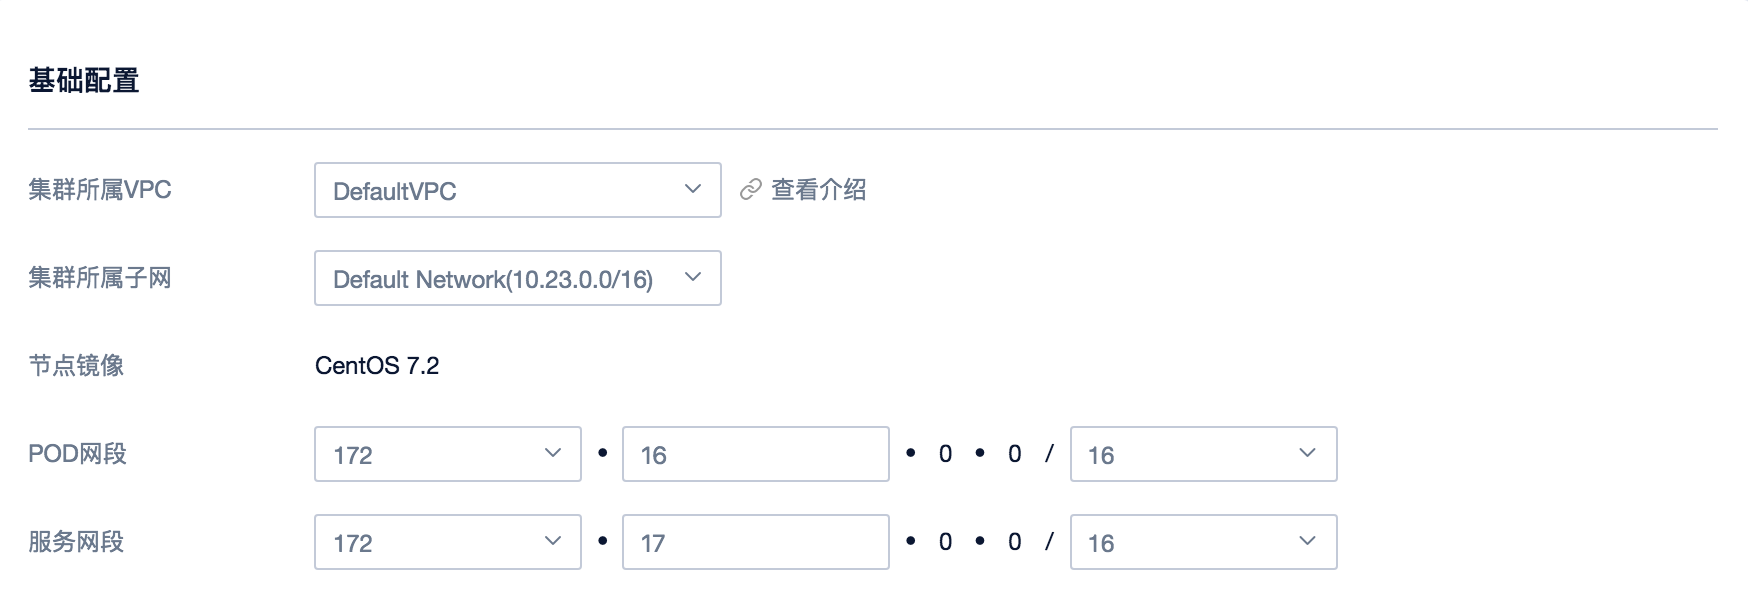 基础配置
集群所属VPC DefaultVPC 查看介绍
集群所属子网 Default Network(10.23.0.0/16)
节点镜像 CentOS 7.2
POD网段 172 • 16 • 0 • 0 / 16
服务网段 172 • 17 • 0 • 0 / 16